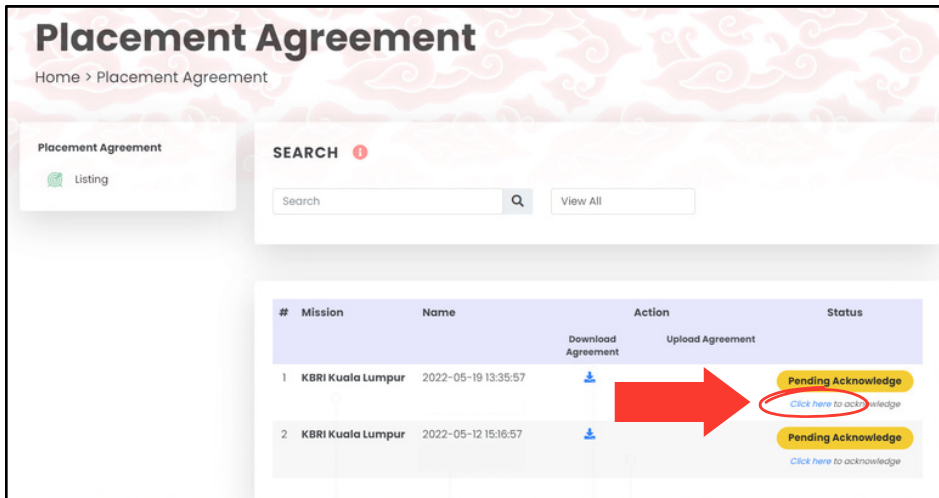 Placement Agreement
Home > Placement Agreement
Placement Agreement
Listing
SEARCH
Search
View All
# Mission Name Action Status
Download Agreement Upload Agreement
1 KBRI Kuala Lumpur 2022-05-19 13:35:57 Pending Acknowledge
Click here to acknowledge
2 KBRI Kuala Lumpur 2022-05-12 15:16:57 Pending Acknowledge
Click here to acknowledge